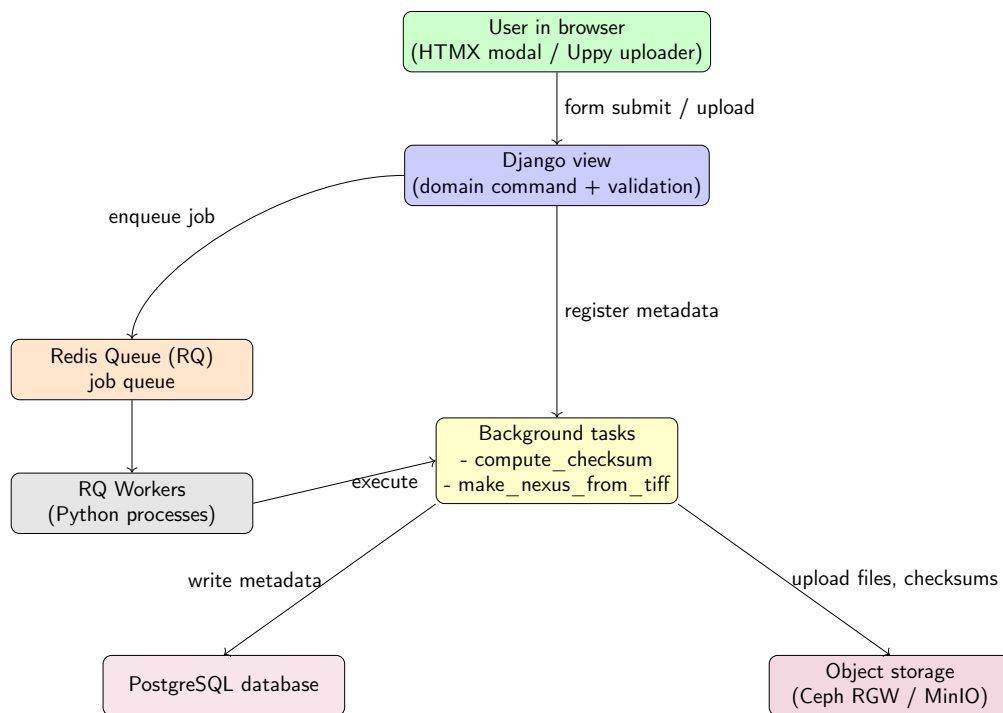 User in browser
(HTMX modal / Uppy uploader)
form submit / upload
Django view
(domain command + validation)
enqueue job
register metadata
Redis Queue (RQ)
job queue
Background tasks
- compute_checksum
- make_nexus_from_tiff
execute
RQ Workers
(Python processes)
write metadata
upload files, checksums
PostgreSQL database
Object storage
(Ceph RGW / MinIO)